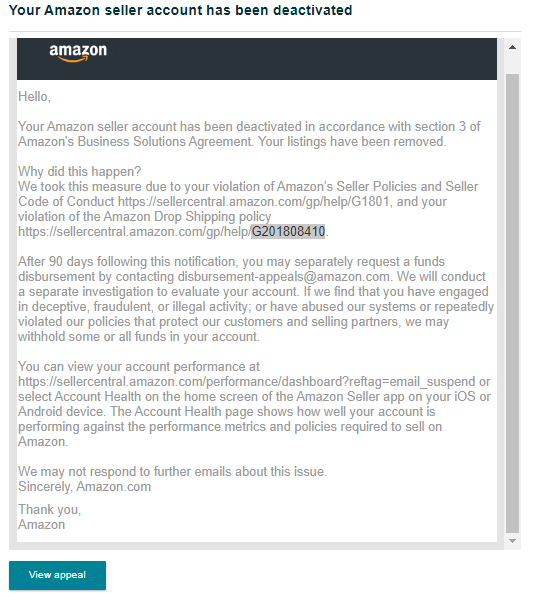 Your Amazon seller account has been deactivated
amazon
Hello,
Your Amazon seller account has been deactivated in accordance with section 3 of
Amazon's Business Solutions Agreement. Your listings have been removed.
Why did this happen?
We took this measure due to your violation of Amazon's Seller Policies and Seller
Code of Conduct https://sellercentral.amazon.com/gp/help/G1801, and your
violation of the Amazon Drop Shipping policy
https://sellercentral.amazon.com/gp/help/G201808410.
After 90 days following this notification, you may separately request a funds
disbursement by contacting disbursement-appeals@amazon.com. We will conduct
a separate investigation to evaluate your account. If we find that you have engaged
in deceptive, fraudulent, or illegal activity; or have abused our systems or repeatedly
violated our policies that protect our customers and selling partners, we may
withhold some or all funds in your account.
You can view your account performance at
https://sellercentral.amazon.com/performance/dashboard?reftag=email_suspend or
select Account Health on the home screen of the Amazon Seller app on your iOS or
Android device. The Account Health page shows how well your account is
performing against the performance metrics and policies required to sell on
Amazon.
We may not respond to further emails about this issue.
Sincerely, Amazon.com
Thank you,
Amazon
View appeal